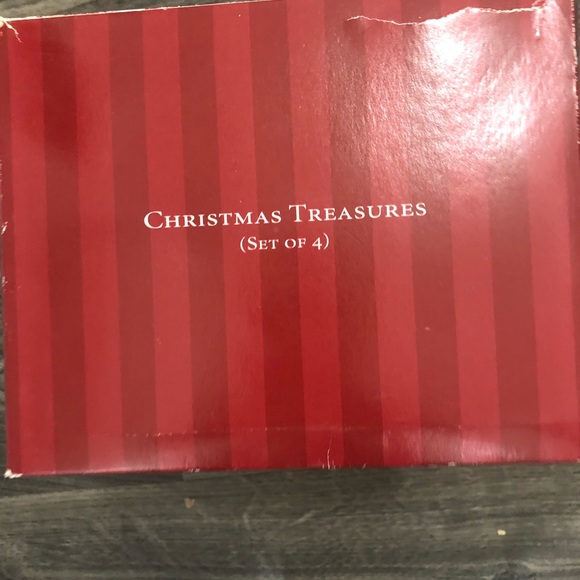 Christmas Treasures
(Set of 4)